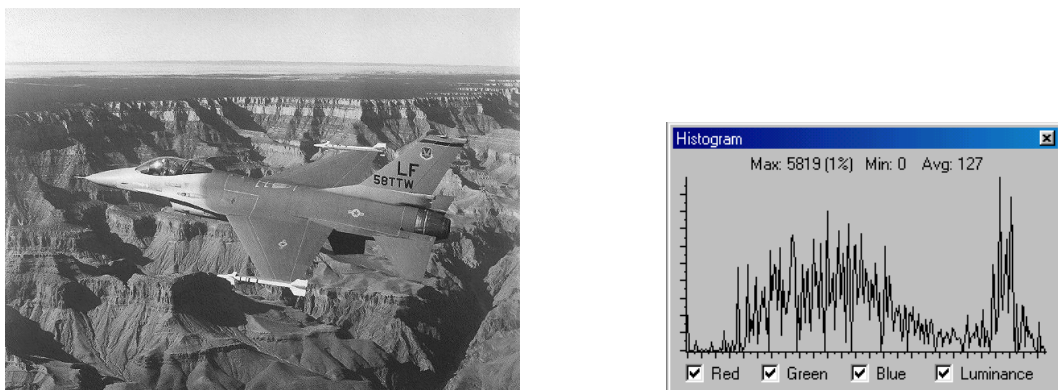 LF
58TTW
Histogram
Max: 5819 (1%) Min: 0 Avg: 127
Red Green Blue Luminance